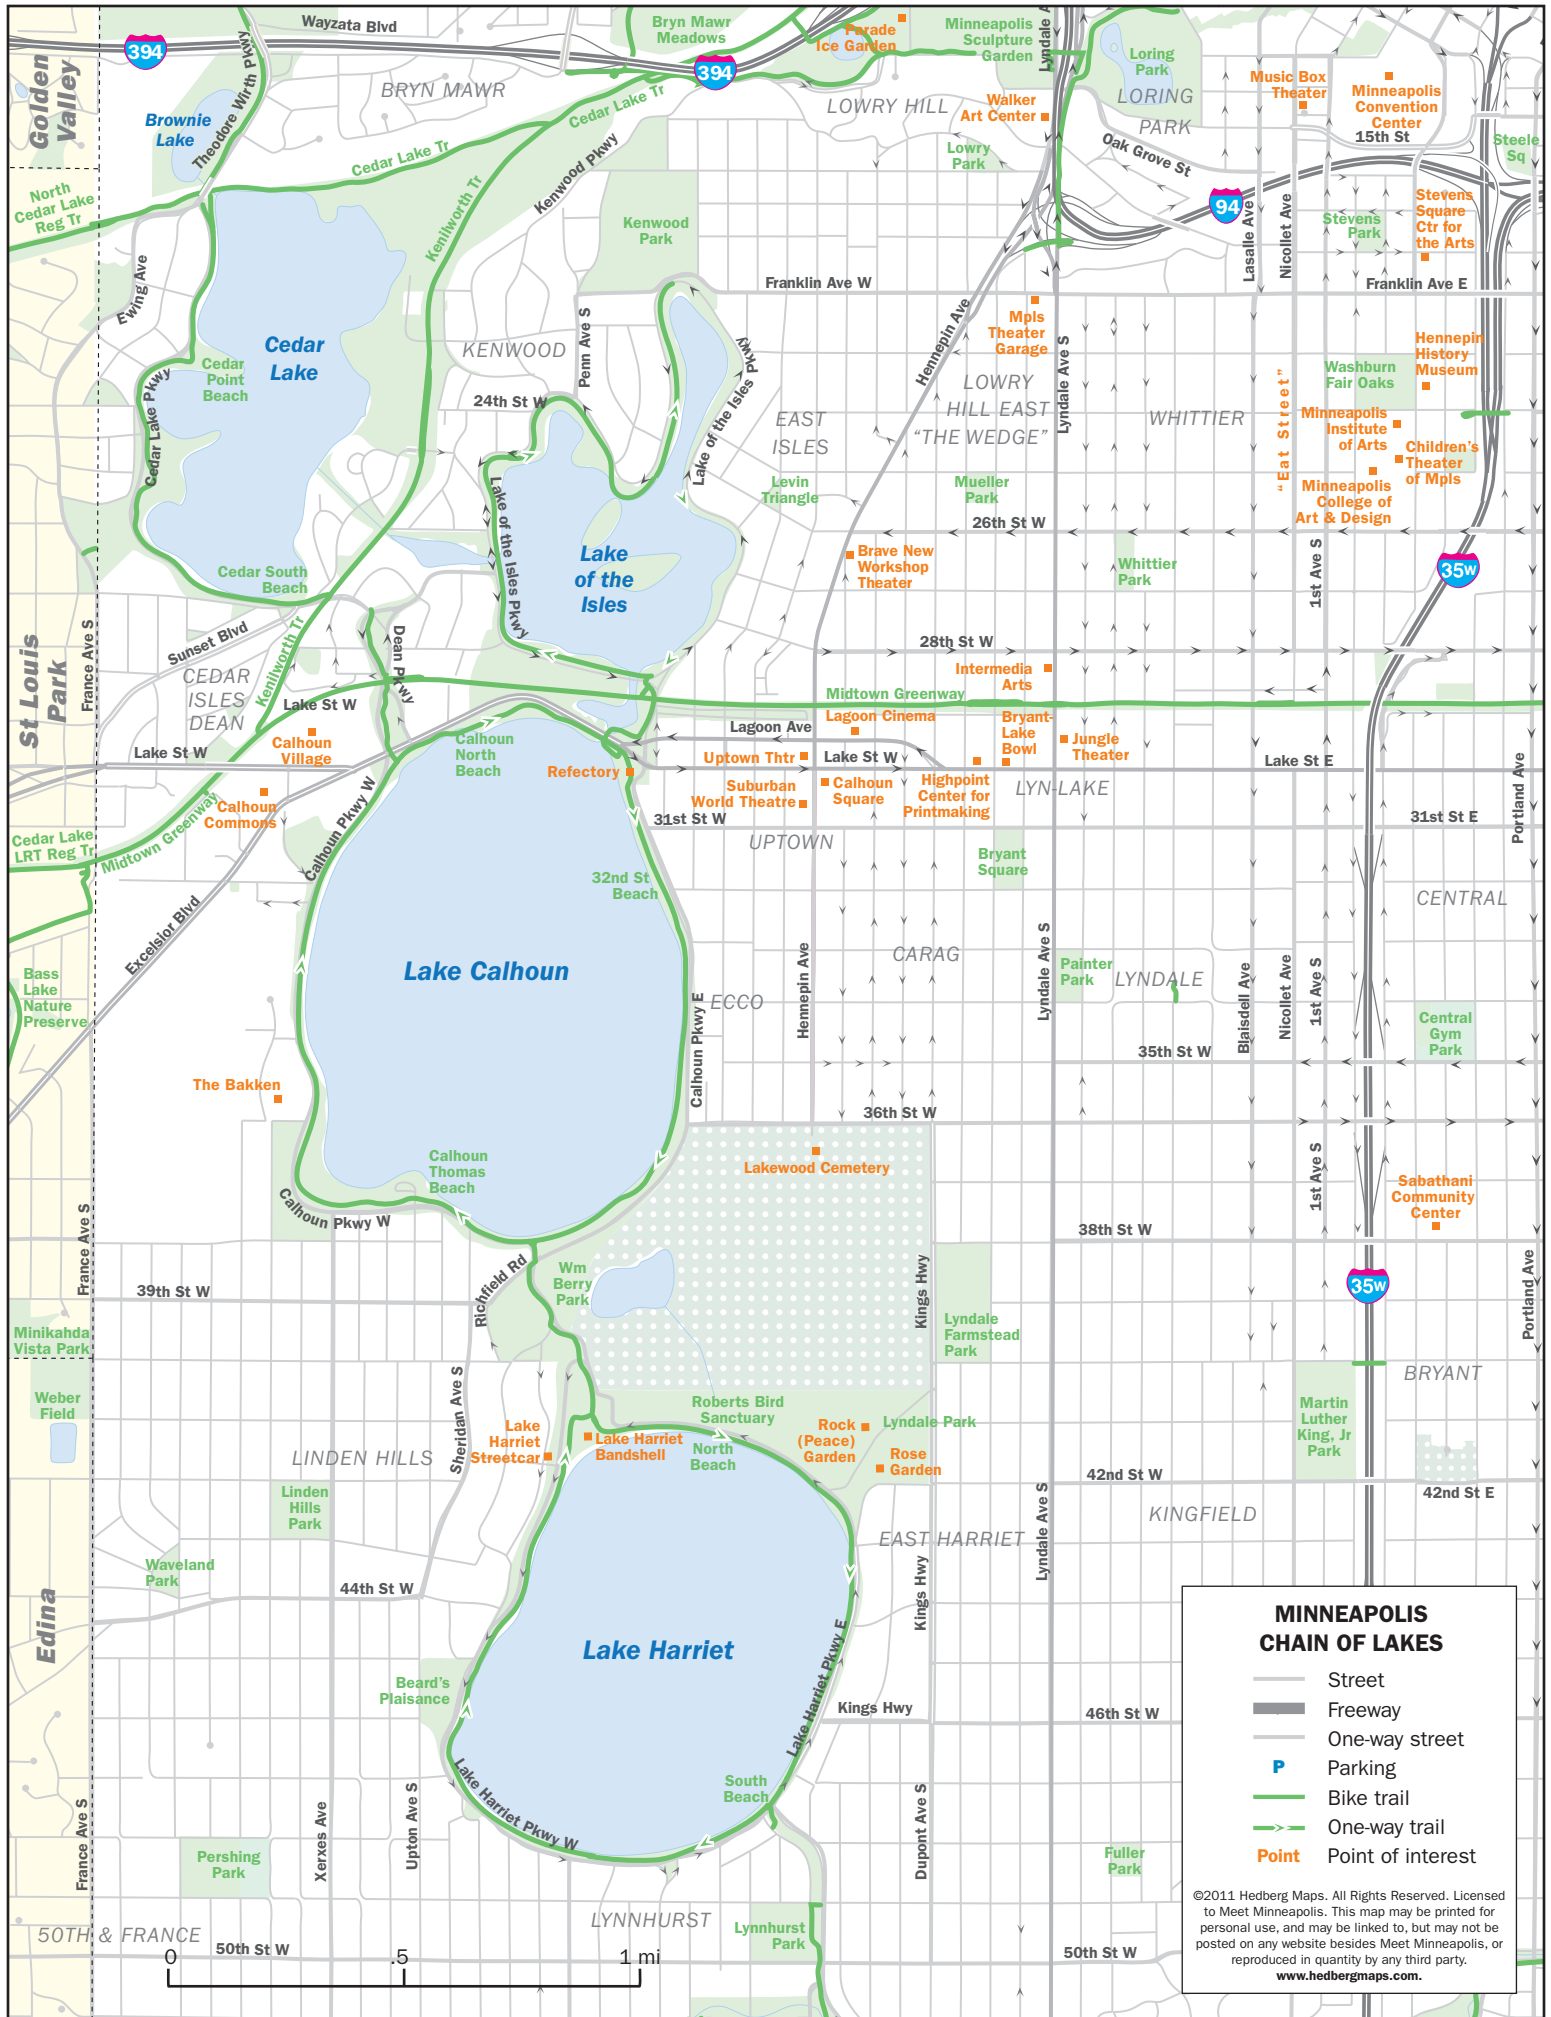 Wayzata Blvd
Bryn Mawr
Meadows
Parade
Ice Garden
Minneapolis
Sculpture
Garden
Lyndale A
Loring
Park
394
394
Golden
Valley
BRYN MAWR
Theodore Wirth Pkwy
Brownie
Lake
Cedar Lake Tr
Cedar Lake Tr
LOWRY HILL
Walker
Art Center
LORING
PARK
Music Box
Theater
Minneapolis
Convention
Center
15th St
Steele
Sq
Oak Grove St
Lowry
Park
Kenwood Pkwy
Kenilworth Tr
North
Cedar Lake
Reg Tr
Kenwood
Park
94
Lasalle Ave
Nicollet Ave
Stevens
Park
Stevens
Square
Ctr for
the Arts
Ewing Ave
Franklin Ave W
Franklin Ave E
Hennepin Ave
Mpls
Theater
Garage
Lyndale Ave S
Cedar
Lake
Cedar
Point
Beach
Cedar Lake Pkwy
KENWOOD
Penn Ave S
24th St W
Lake of the Isles Pkwy
EAST
ISLES
LOWRY
HILL EAST
“THE WEDGE”
WHITTIER
“Eat Street”
Washburn
Fair Oaks
Hennepin
History
Museum
Minneapolis
Institute
of Arts
Children’s
Theater
of Mpls
Minneapolis
College of
Art & Design
Levin
Triangle
Mueller
Park
26th St W
Lake of the Isles Pkwy
Lake
of the
Isles
Brave New
Workshop
Theater
Whittier
Park
1st Ave S
35W
Cedar South
Beach
St Louis
Park
France Ave S
Sunset Blvd
CEDAR
ISLES
DEAN
Kenilworth Tr
Dean Pkwy
28th St W
Intermedia
Arts
Midtown Greenway
Lake St W
Calhoun
Village
Lake St W
Calhoun
North
Beach
Lagoon Ave
Lagoon Cinema
Bryant-
Lake
Bowl
Jungle
Theater
Uptown Thtr
Lake St W
Lake St E
Refectory
Suburban
World Theatre
Calhoun
Square
Highpoint
Center for
Printmaking
LYN-LAKE
Portland Ave
Calhoun
Commons
31st St W
31st St E
Cedar Lake
LRT Reg Tr
Midtown Greenway
Calhoun Pkwy W
UPTOWN
Bryant
Square
32nd St
Beach
CENTRAL
Excelsior Blvd
Bass
Lake
Nature
Preserve
Lake Calhoun
CARAG
Hennepin Ave
Lyndale Ave S
Painter
Park
LYNDALE
Blaisdell Ave
Nicollet Ave
1st Ave S
ECCO
Calhoun Pkwy E
Central
Gym
Park
35th St W
The Bakken
36th St W
Lakewood Cemetery
Calhoun
Thomas
Beach
1st Ave S
Sabathani
Community
Center
Calhoun Pkwy W
38th St W
France Ave S
39th St W
Richfield Rd
Wm
Berry
Park
Kings Hwy
Lyndale
Farmstead
Park
35W
Portland Ave
Minikahda
Vista Park
Weber
Field
Sheridan Ave S
BRYANT
Roberts Bird
Sanctuary
Martin
Luther
King, Jr
Park
LINDEN HILLS
Lake
Harriet
Streetcar
Lake Harriet
Bandshell
North
Beach
Rock
(Peace)
Garden
Lyndale Park
Rose
Garden
42nd St W
42nd St E
Linden
Hills
Park
Lyndale Ave S
KINGFIELD
EAST HARRIET
Waveland
Park
44th St W
Kings Hwy
Edina
Lake Harriet
Lake Harriet Pkwy E
Beard’s
Plaisance
Kings Hwy
46th St W
South
Beach
Lake Harriet Pkwy W
France Ave S
Xerxes Ave
Upton Ave S
Dupont Ave S
Pershing
Park
Fuller
Park
50TH & FRANCE
LYNNHURST
Lynnhurst
Park
50th St W
50th St W
0
.5
1 mi
MINNEAPOLIS
CHAIN OF LAKES
Street
Freeway
One-way street
P Parking
Bike trail
One-way trail
Point Point of interest
©2011 Hedberg Maps. All Rights Reserved. Licensed
to Meet Minneapolis. This map may be printed for
personal use, and may be linked to, but may not be
posted on any website besides Meet Minneapolis, or
reproduced in quantity by any third party.
www.hedbergmaps.com.